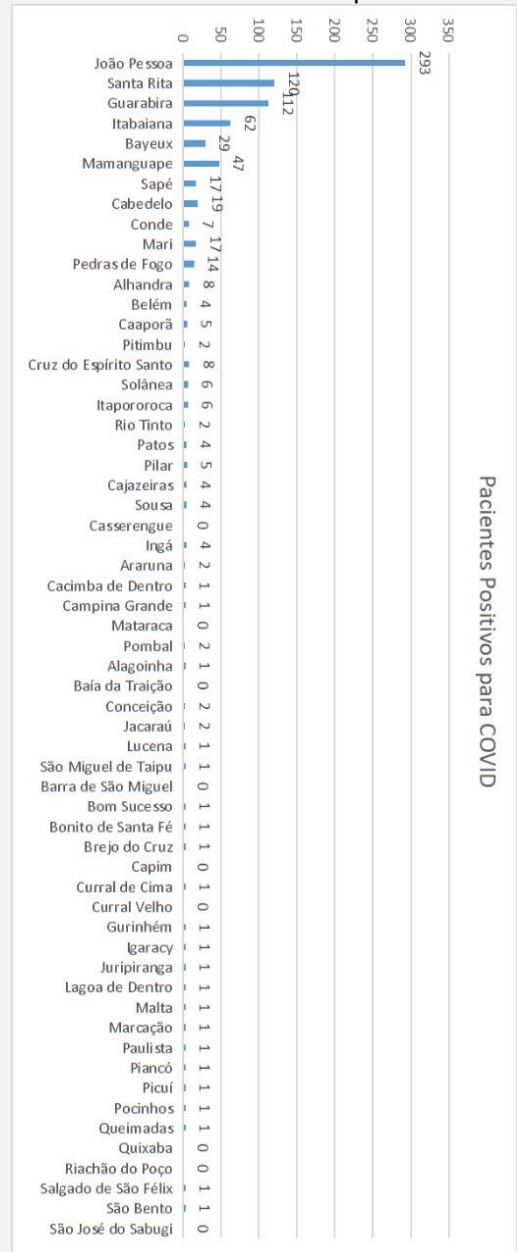 Pacientes Positivos para COVID
0 50 100 150 200 250 300 350
João Pessoa 293
Santa Rita 120
Guarabira 112
Itabaiana 62
Bayeux 29
Mamanguape 47
Sapé 17
Cabedelo 19
Conde 7
Mari 17
Pedras de Fogo 14
Alhandra 8
Belém 4
Caaporã 5
Pitimbu 2
Cruz do Espírito Santo 8
Solânea 6
Itapororoca 6
Rio Tinto 2
Patos 4
Pilar 5
Cajazeiras 4
Sousa 4
Casserengue 0
Ingá 4
Araruna 2
Cacimba de Dentro 1
Campina Grande 1
Mataraca 0
Pombal 2
Alagoinha 1
Baía da Traição 0
Conceição 2
Jacaraú 2
Lucena 1
São Miguel de Taipu 1
Barra de São Miguel 0
Bom Sucesso 1
Bonito de Santa Fé 1
Brejo do Cruz 1
Capim 0
Curral de Cima 1
Curral Velho 0
Gurinhém 1
Igaracy 1
Juripiranga 1
Lagoa de Dentro 1
Malta 1
Marcação 1
Paulista 1
Piancó 1
Picuí 1
Pocinhos 1
Queimadas 1
Quixaba 0
Riachão do Poço 0
Salgado de São Félix 1
São Bento 1
São José do Sabugi 0